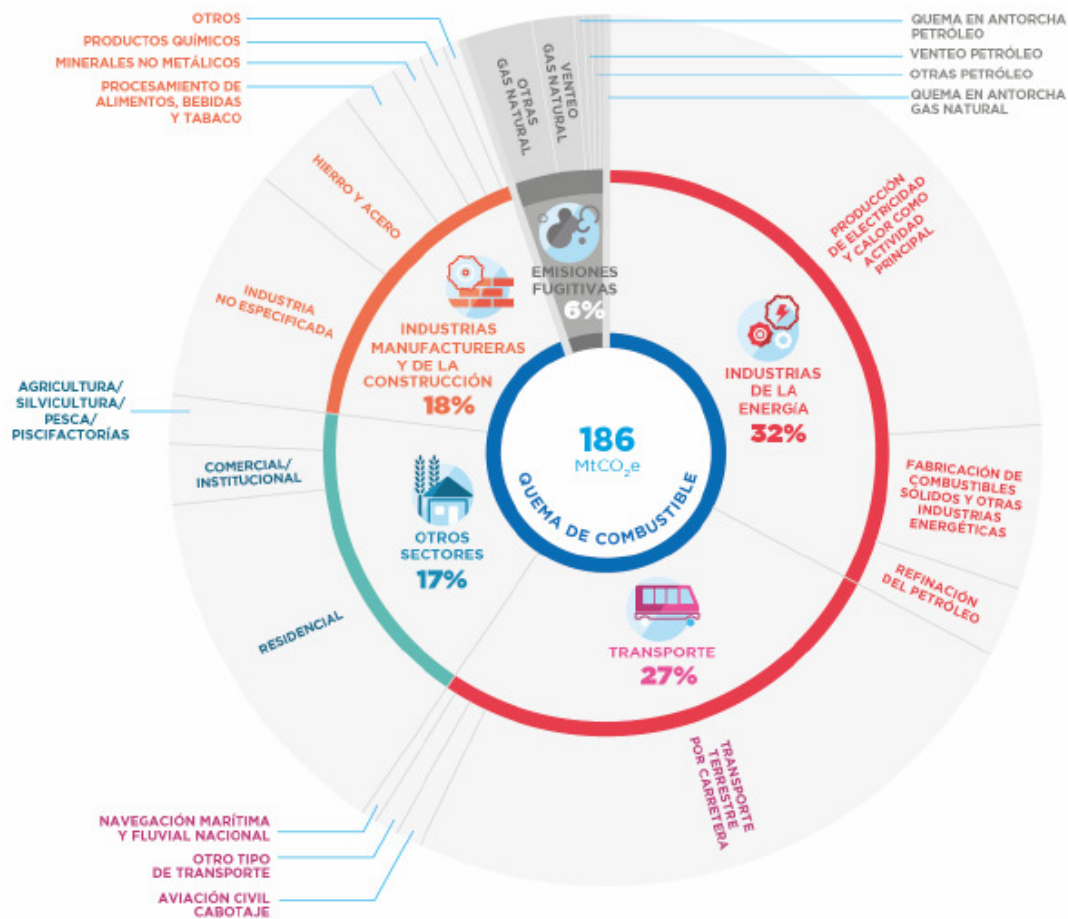 OTROS
PRODUCTOS QUÍMICOS
MINERALES NO METÁLICOS
PROCESAMIENTO DE
ALIMENTOS, BEBIDAS
Y TABACO
HIERRO Y ACERO
INDUSTRIA
NO ESPECIFICADA
AGRICULTURA/
SILVICULTURA/
PESCA/
PISCIFACTORÍAS
COMERCIAL/
INSTITUCIONAL
RESIDENCIAL
NAVEGACIÓN MARÍTIMA
Y FLUVIAL NACIONAL
OTRO TIPO
DE TRANSPORTE
AVIACIÓN CIVIL
CABOTAJE
OTRAS
GAS NATURAL
VENTEO
GAS NATURAL
QUEMA EN ANTORCHA
PETRÓLEO
VENTEO PETRÓLEO
OTRAS PETRÓLEO
QUEMA EN ANTORCHA
GAS NATURAL
PRODUCCIÓN
DE ELECTRICIDAD
Y CALOR COMO
ACTIVIDAD
PRINCIPAL
FABRICACIÓN DE
COMBUSTIBLES
SÓLIDOS Y OTRAS
INDUSTRIAS
ENERGÉTICAS
REFINACIÓN
DEL PETRÓLEO
TRANSPORTE
TERRESTRE
POR CARRETERA
EMISIONES
FUGITIVAS
6%
INDUSTRIAS
MANUFACTURERAS
Y DE LA
CONSTRUCCIÓN
18%
INDUSTRIAS
DE LA
ENERGÍA
32%
OTROS
SECTORES
17%
TRANSPORTE
27%
186
MtCO₂e
QUEMA DE COMBUSTIBLE